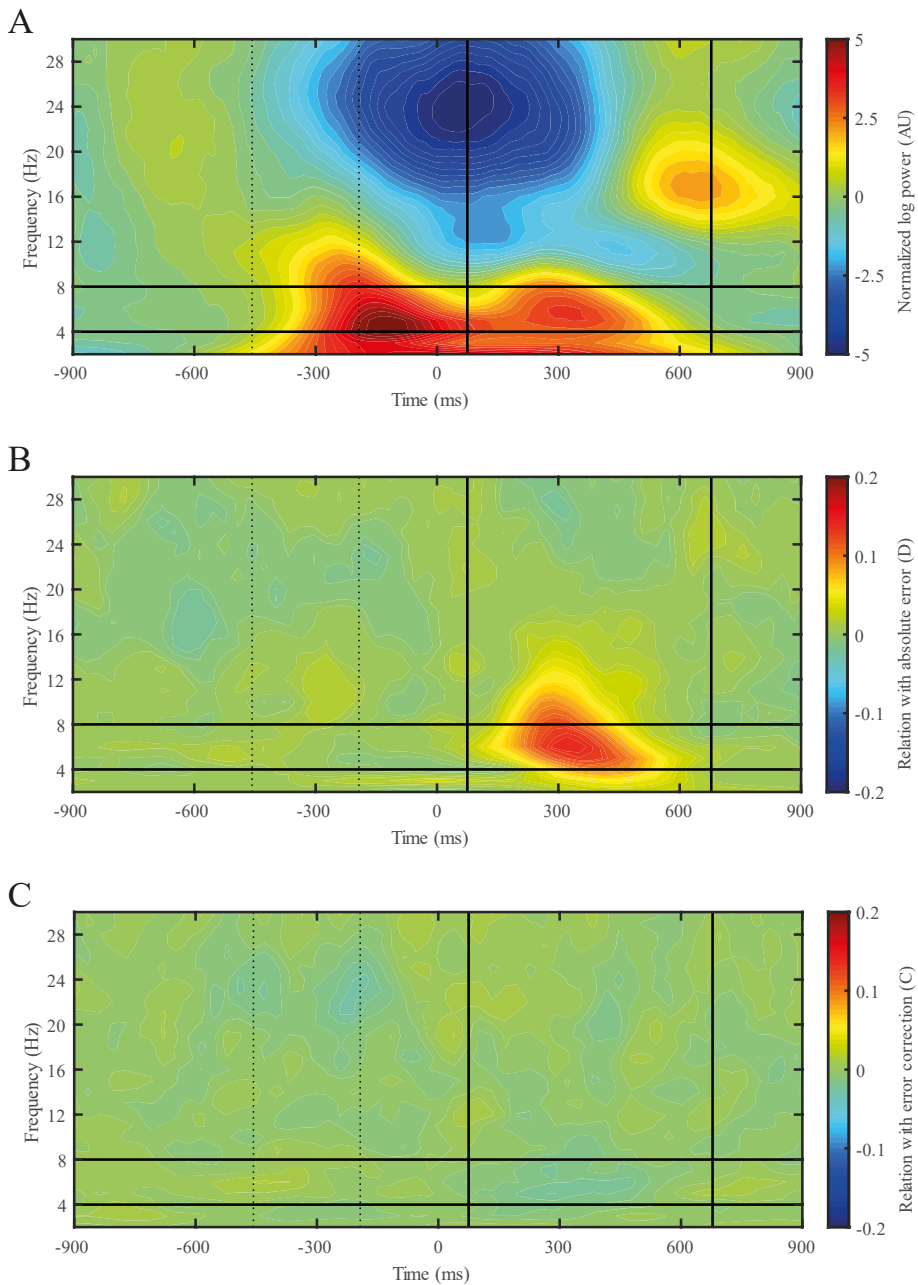 A
28
24
20
16
12
8
4
Frequency (Hz)
-900 -600 -300 0 300 600 900
Time (ms)
5
2.5
0
-2.5
-5
Normalized log power (AU)
B
28
24
20
16
12
8
4
Frequency (Hz)
-900 -600 -300 0 300 600 900
Time (ms)
0.2
0.1
0
-0.1
-0.2
Relation with absolute error (D)
C
28
24
20
16
12
8
4
Frequency (Hz)
-900 -600 -300 0 300 600 900
Time (ms)
0.2
0.1
0
-0.1
-0.2
Relation with error correction (C)